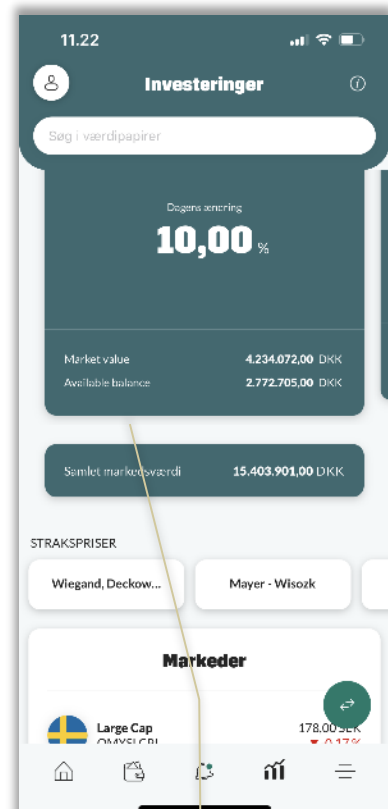 11.22
Investeringer
Søg i værdipapirer
Dagens ændring
10,00 %
Market value 4.234.072,00 DKK
Available balance 2.772.705,00 DKK
Samlet markedsværdi 15.403.901,00 DKK
STRAKSPRISER
Wiegand, Deckow... Mayer - Wisozk
Markeder
Large Cap 178,00 SEK
0,17 %